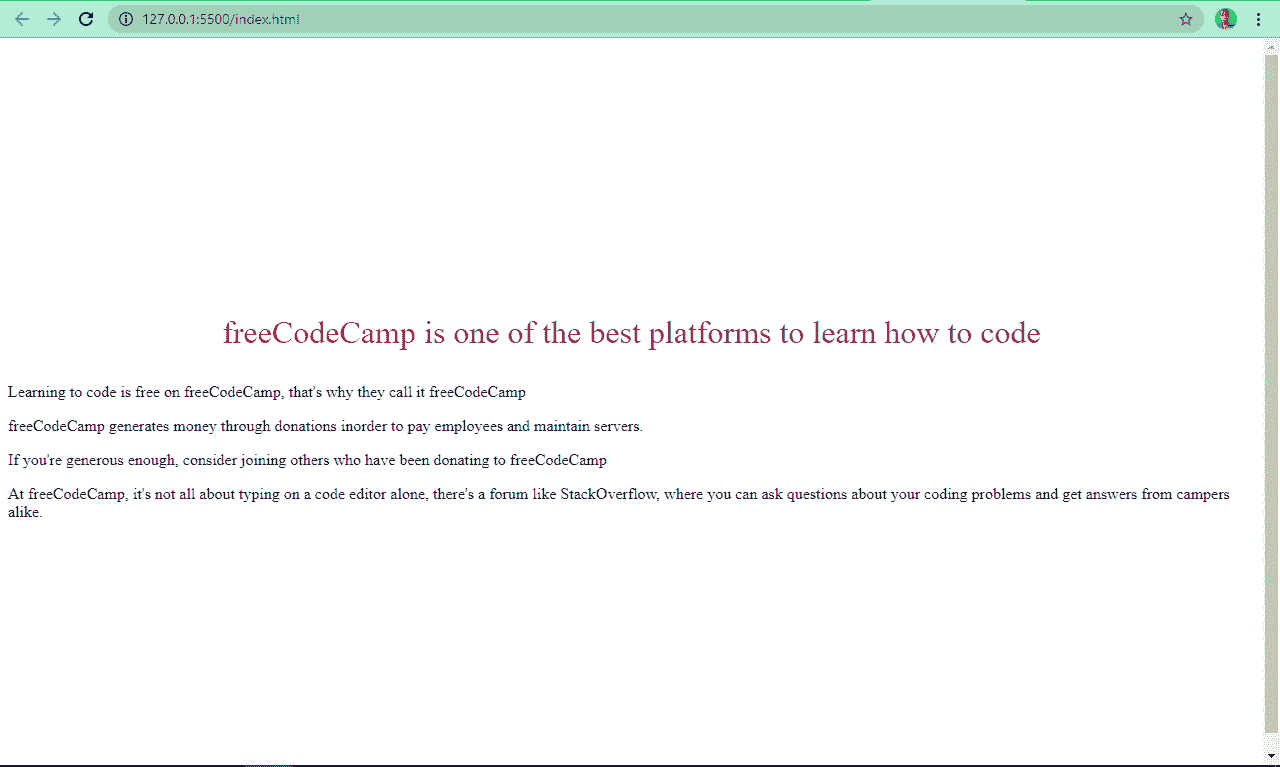 127.0.0.1:5500/index.html
freeCodeCamp is one of the best platforms to learn how to code
Learning to code is free on freeCodeCamp, that's why they call it freeCodeCamp
freeCodeCamp generates money through donations inorder to pay employees and maintain servers.
If you're generous enough, consider joining others who have been donating to freeCodeCamp
At freeCodeCamp, it's not all about typing on a code editor alone, there's a forum like StackOverflow, where you can ask questions about your coding problems and get answers from campers
alike.